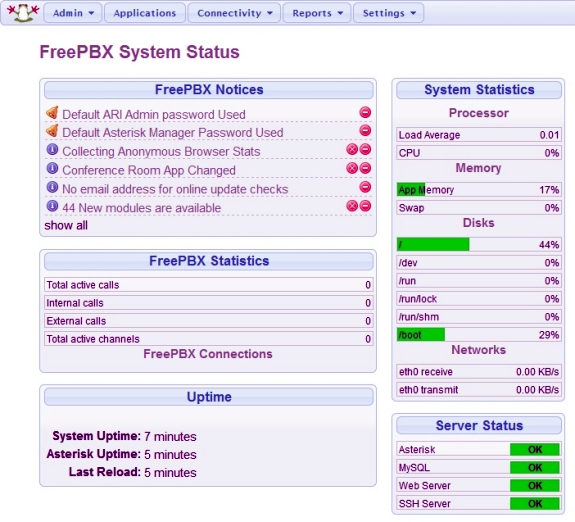 Admin Applications Connectivity Reports Settings
FreePBX System Status
FreePBX Notices
Default ARI Admin password Used
Default Asterisk Manager Password Used
Collecting Anonymous Browser Stats
Conference Room App Changed
No email address for online update checks
44 New modules are available
show all
FreePBX Statistics
Total active calls 0
Internal calls 0
External calls 0
Total active channels 0
FreePBX Connections
Uptime
System Uptime: 7 minutes
Asterisk Uptime: 5 minutes
Last Reload: 5 minutes
System Statistics
Processor
Load Average 0.01
CPU 0%
Memory
App Memory 17%
Swap 0%
Disks
/ 44%
/dev 0%
/run 0%
/run/lock 0%
/run/shm 0%
/boot 29%
Networks
eth0 receive 0.00 KB/s
eth0 transmit 0.00 KB/s
Server Status
Asterisk OK
MySQL OK
Web Server OK
SSH Server OK